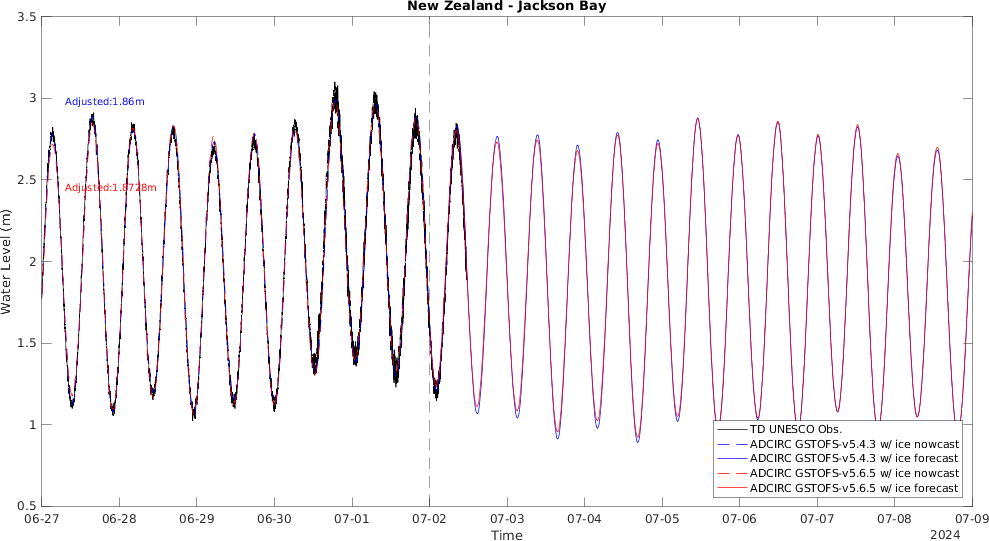 New Zealand - Jackson Bay
3.5
3
2.5
2
1.5
1
0.5
Water Level (m)
Adjusted:1.86m
Adjusted:1.8728m
TD UNESCO Obs.
ADCIRC GSTOFS-v5.4.3 w/ ice nowcast
ADCIRC GSTOFS-v5.4.3 w/ ice forecast
ADCIRC GSTOFS-v5.6.5 w/ ice nowcast
ADCIRC GSTOFS-v5.6.5 w/ ice forecast
06-27 06-28 06-29 06-30 07-01 07-02 07-03 07-04 07-05 07-06 07-07 07-08 07-09
Time
2024